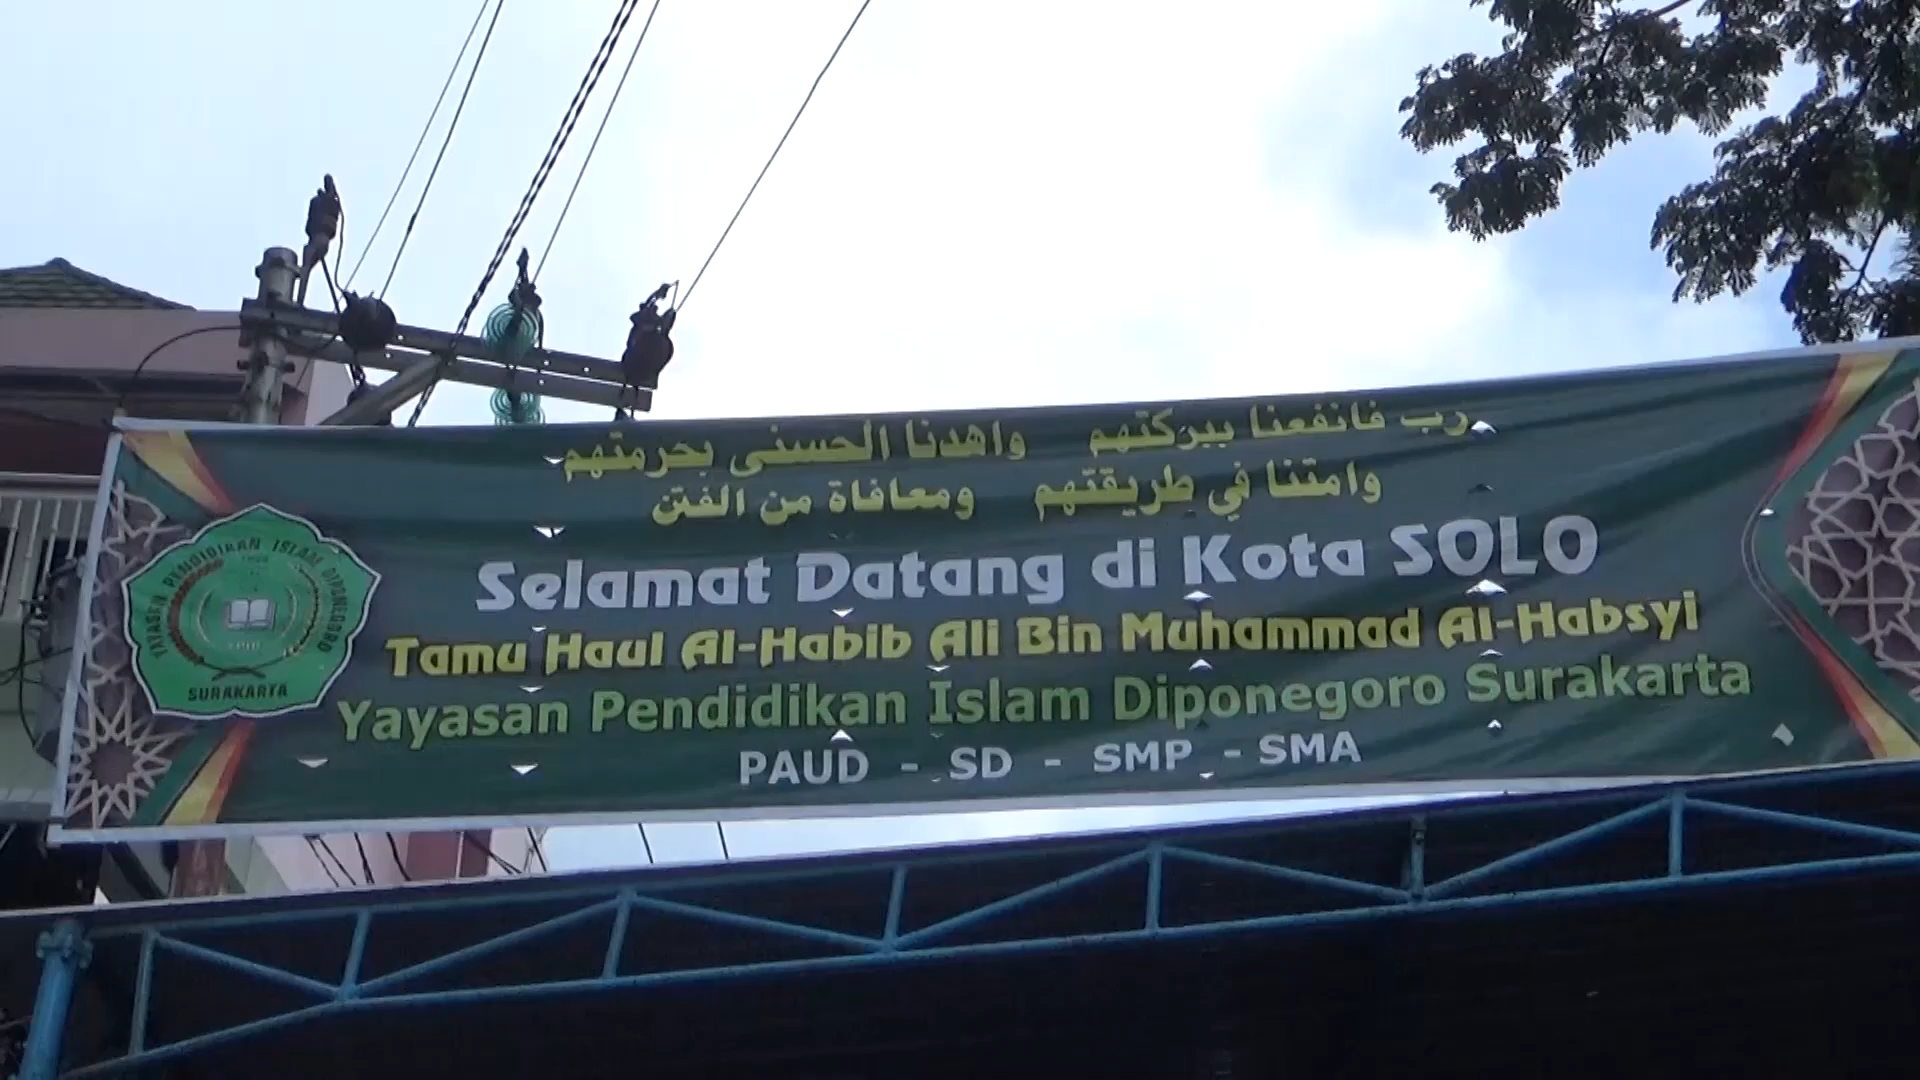 رب فانفعنا ببركتهم واهدنا الحسنى بحرمتهم
وامتنا في طريقتهم ومعافاة من الفتن
Selamat Datang di Kota SOLO
Tamu Haul Al-Habib Ali Bin Muhammad Al-Habsyi
Yayasan Pendidikan Islam Diponegoro Surakarta
PAUD - SD - SMP - SMA
YAYASAN PENDIDIKAN ISLAM DIPONEGORO
SURAKARTA